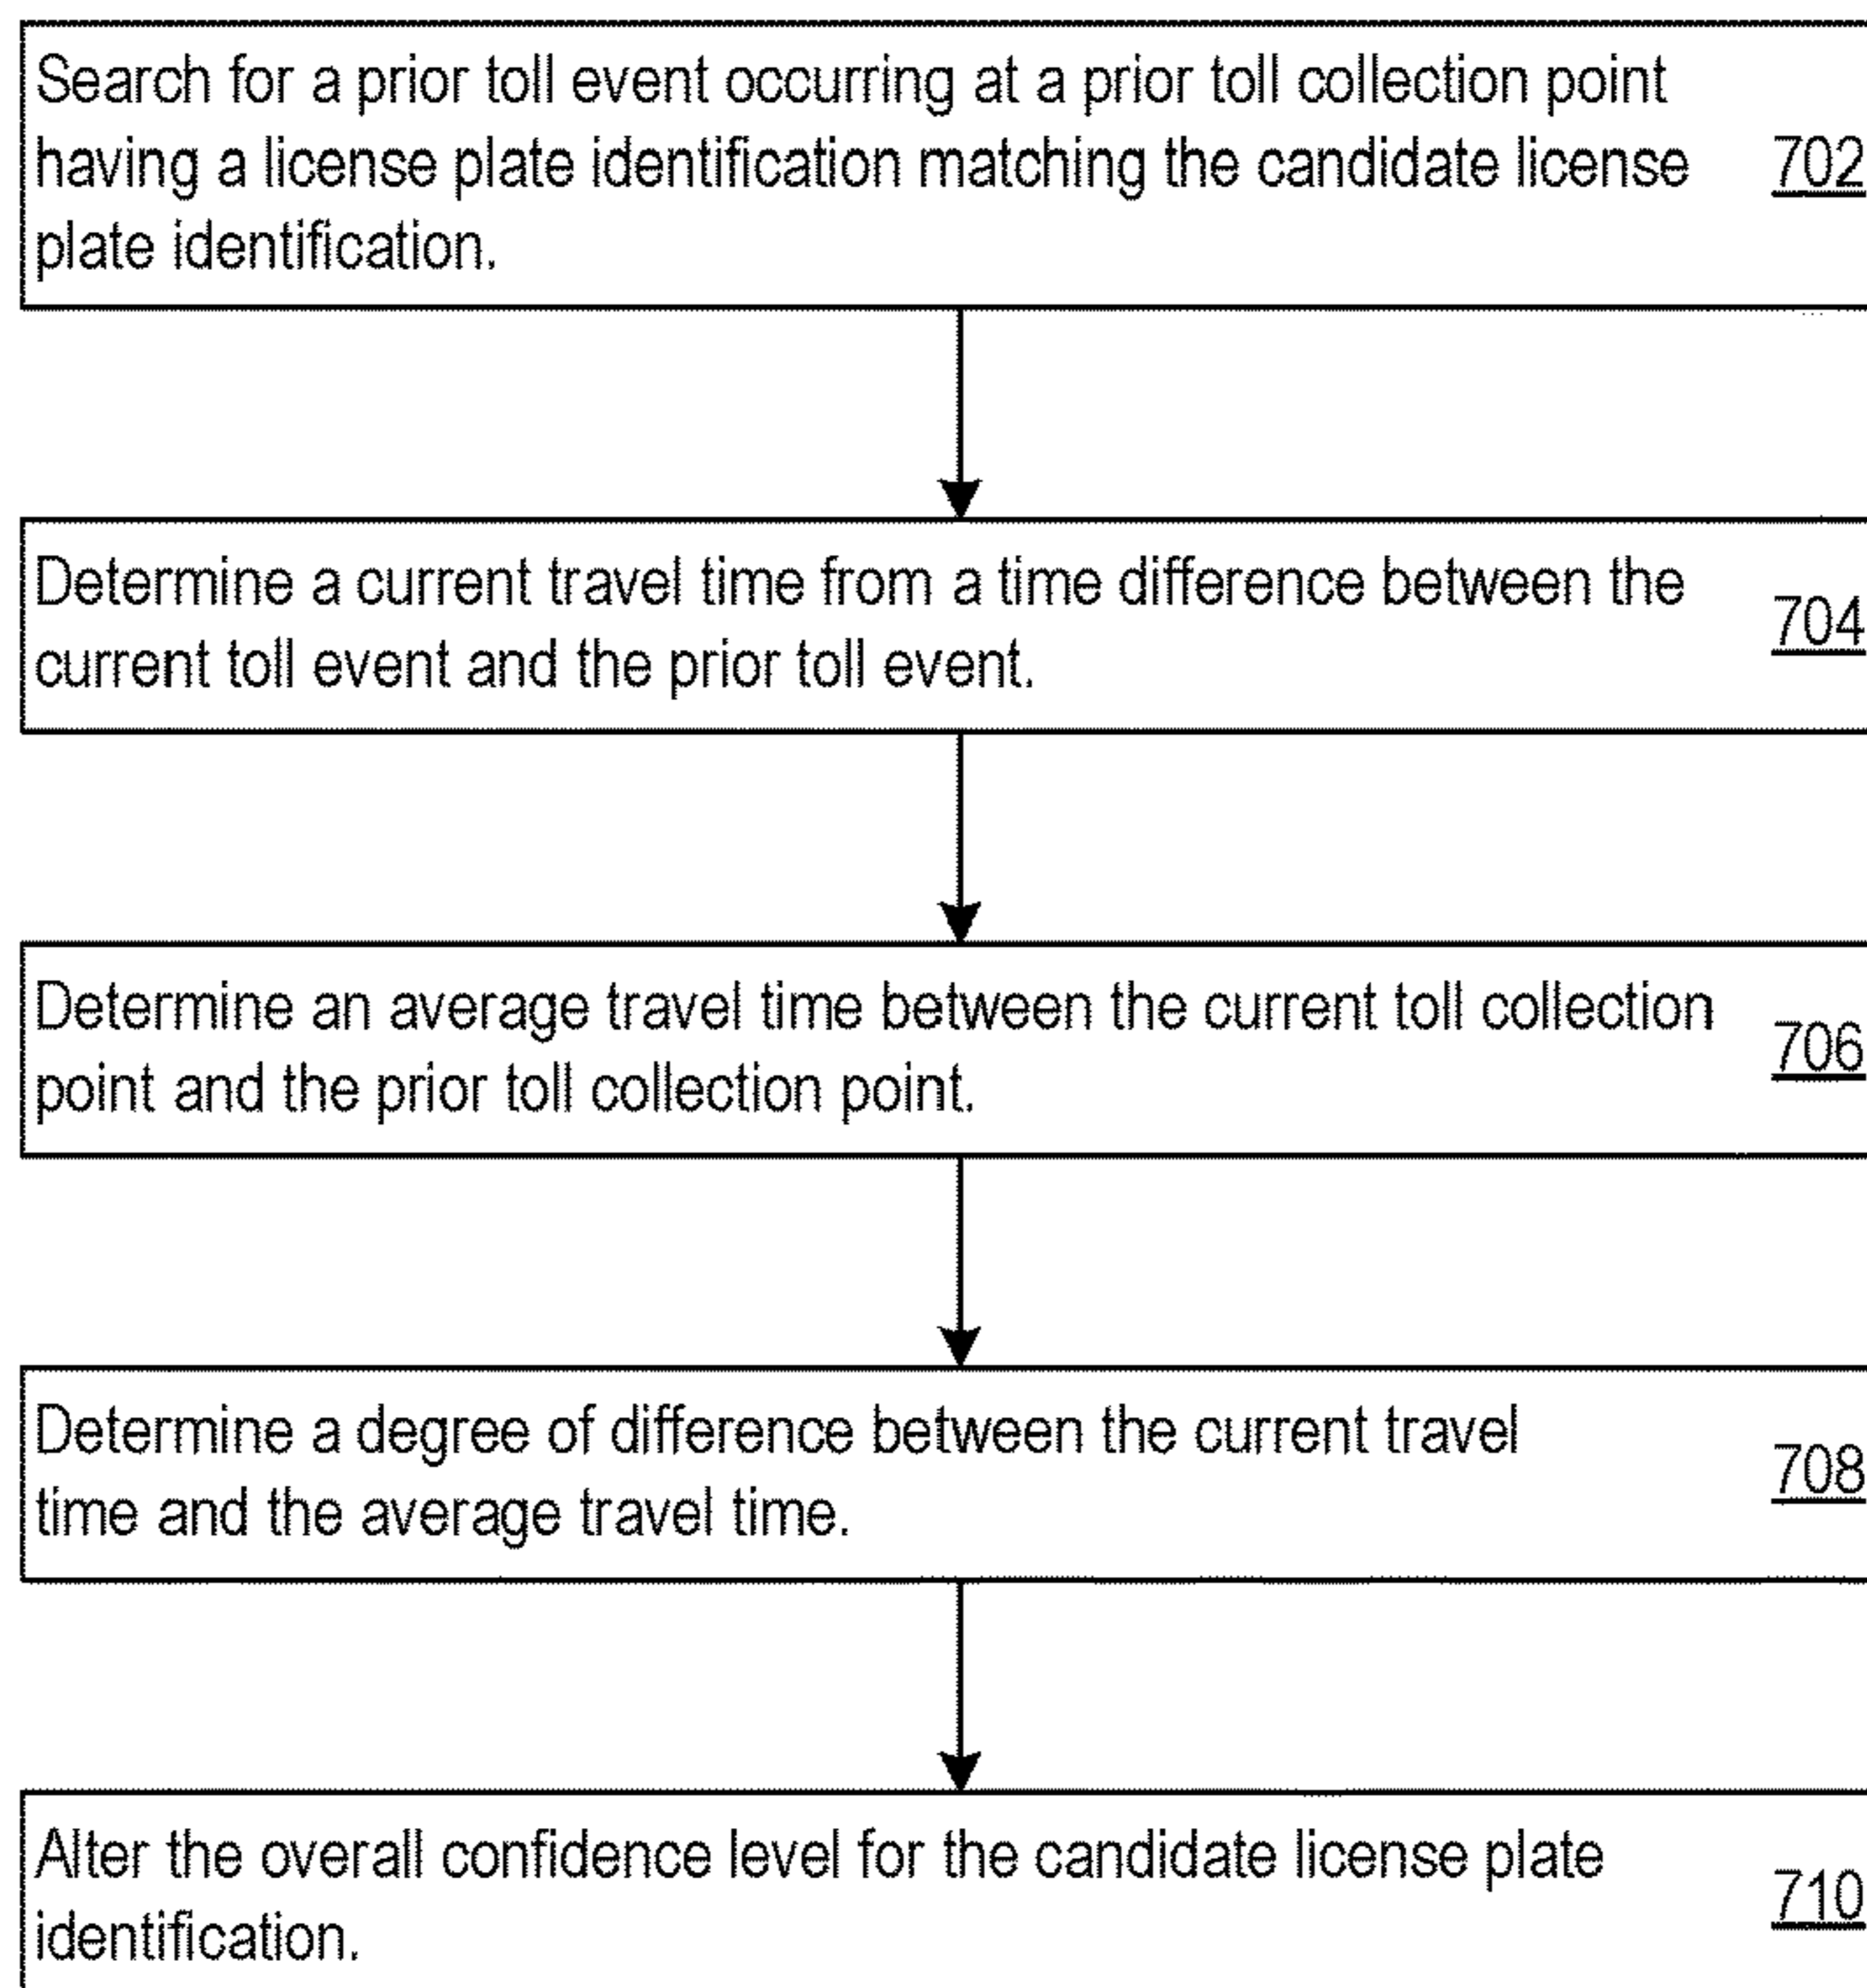 Search for a prior toll event occurring at a prior toll collection point
having a license plate identification matching the candidate license
plate identification.
702
Determine a current travel time from a time difference between the
current toll event and the prior toll event.
704
Determine an average travel time between the current toll collection
point and the prior toll collection point.
706
Determine a degree of difference between the current travel
time and the average travel time.
708
Alter the overall confidence level for the candidate license plate
identification.
710